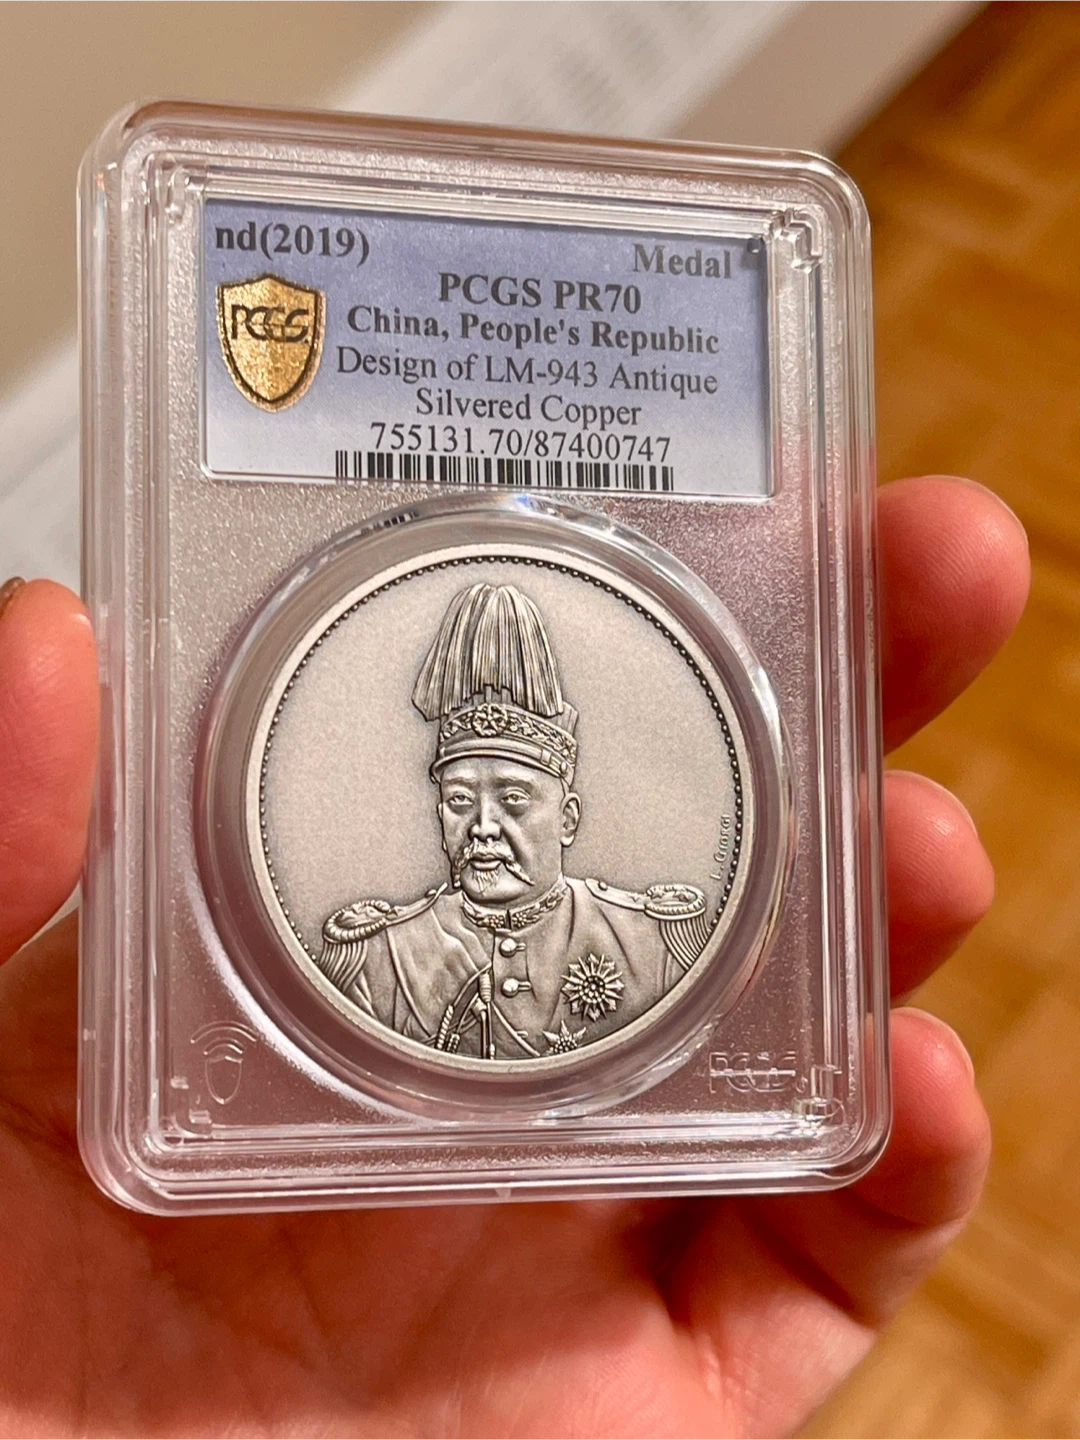 nd(2019)
Medal
PCGS PR70
PCGS
China, People's Republic
Design of LM-943 Antique
Silvered Copper
755131.70/87400747
L. GIORGI
PCGS